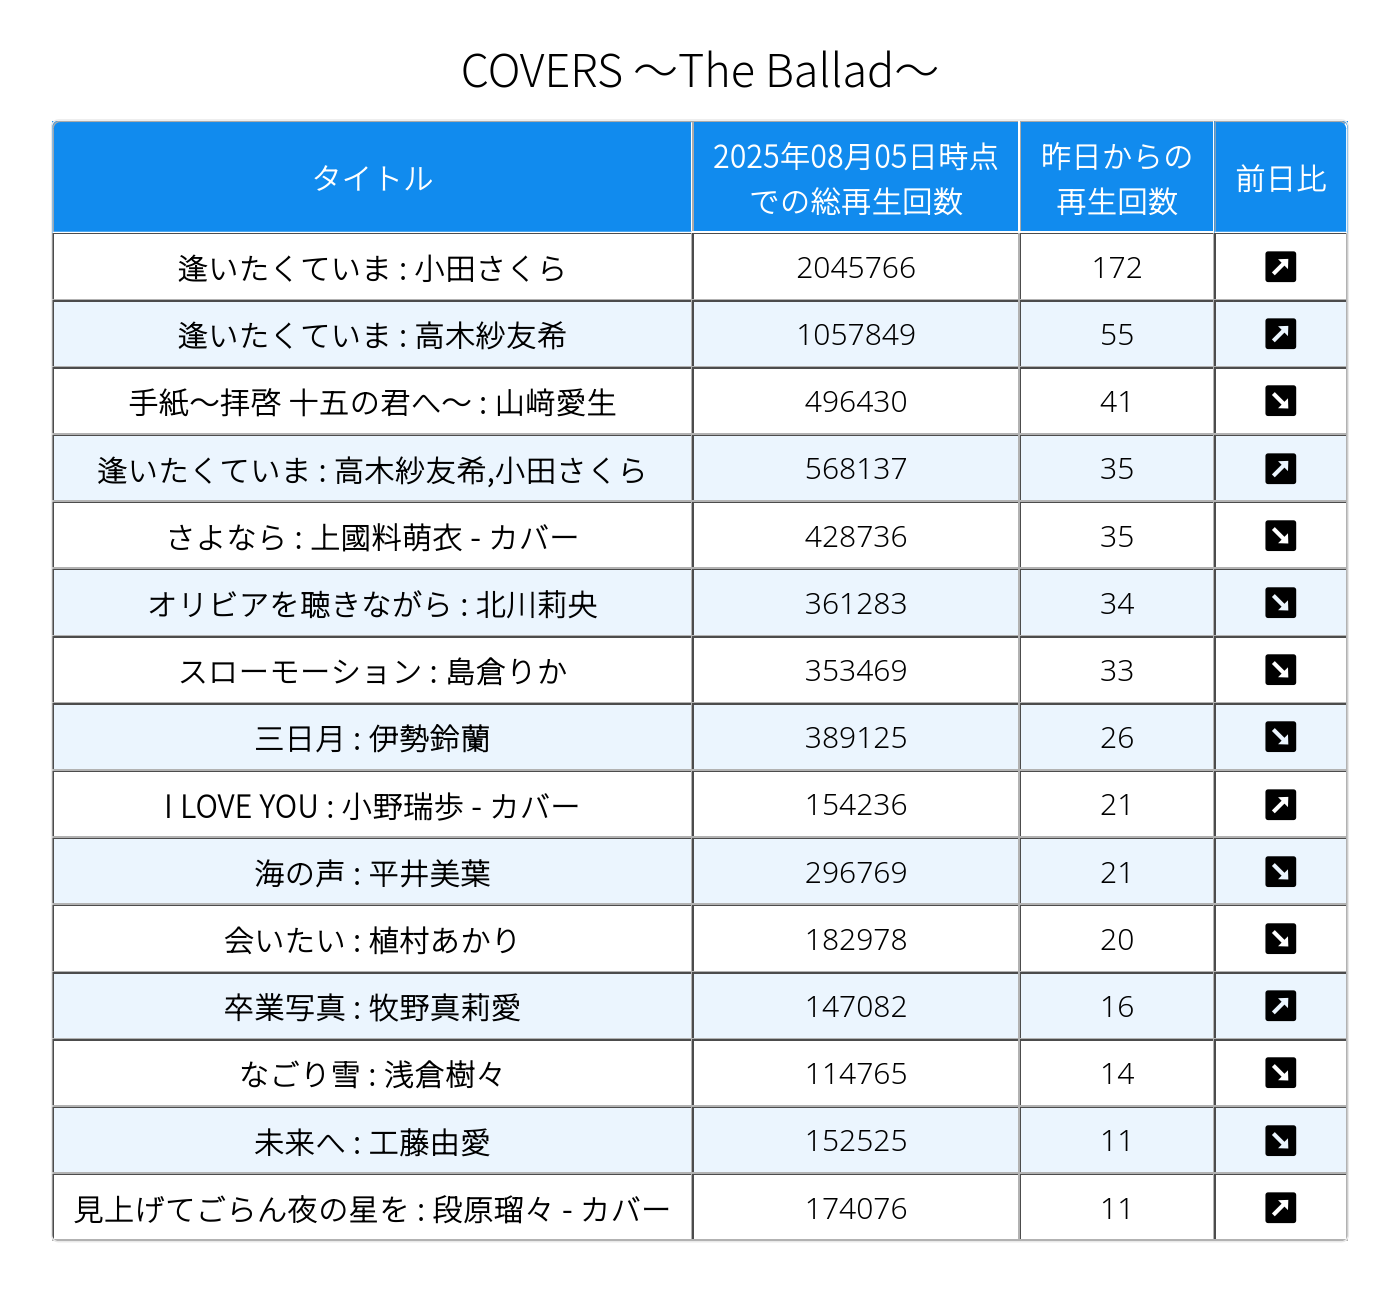 COVERS ～The Ballad～
タイトル 2025年08月05日時点での総再生回数 昨日からの再生回数 前日比
逢いたくていま : 小田さくら 2045766 172 ↗
逢いたくていま : 高木紗友希 1057849 55 ↗
手紙～拝啓 十五の君へ～ : 山﨑愛生 496430 41 ↘
逢いたくていま : 高木紗友希,小田さくら 568137 35 ↗
さよなら : 上國料萌衣 - カバー 428736 35 ↘
オリビアを聴きながら : 北川莉央 361283 34 ↘
スローモーション : 島倉りか 353469 33 ↘
三日月 : 伊勢鈴蘭 389125 26 ↘
I LOVE YOU : 小野瑞歩 - カバー 154236 21 ↗
海の声 : 平井美葉 296769 21 ↘
会いたい : 植村あかり 182978 20 ↘
卒業写真 : 牧野真莉愛 147082 16 ↗
なごり雪 : 浅倉樹々 114765 14 ↘
未来へ : 工藤由愛 152525 11 ↘
見上げてごらん夜の星を : 段原瑠々 - カバー 174076 11 ↗